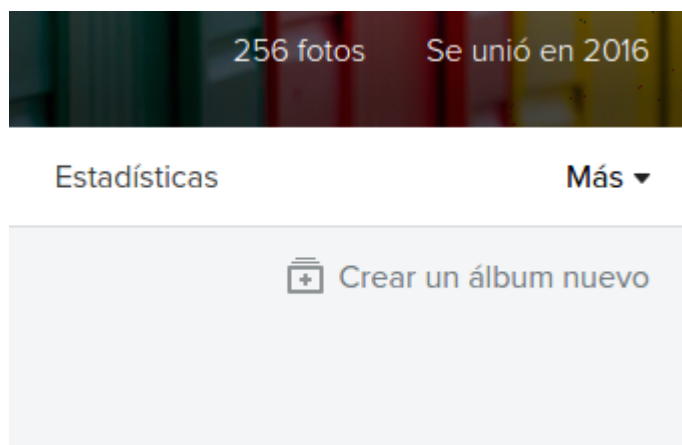 256 fotos Se unió en 2016
Estadísticas Más
Crear un álbum nuevo